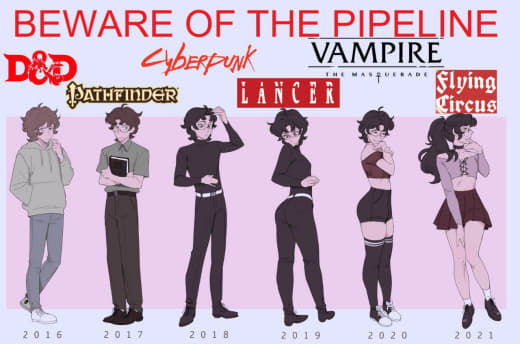 BEWARE OF THE PIPELINE
D&D
PATHFINDER
Cyberpunk
LANCER
VAMPIRE
THE MASQUERADE
Flying
Circus
2016
2017
2018
2019
2020
2021